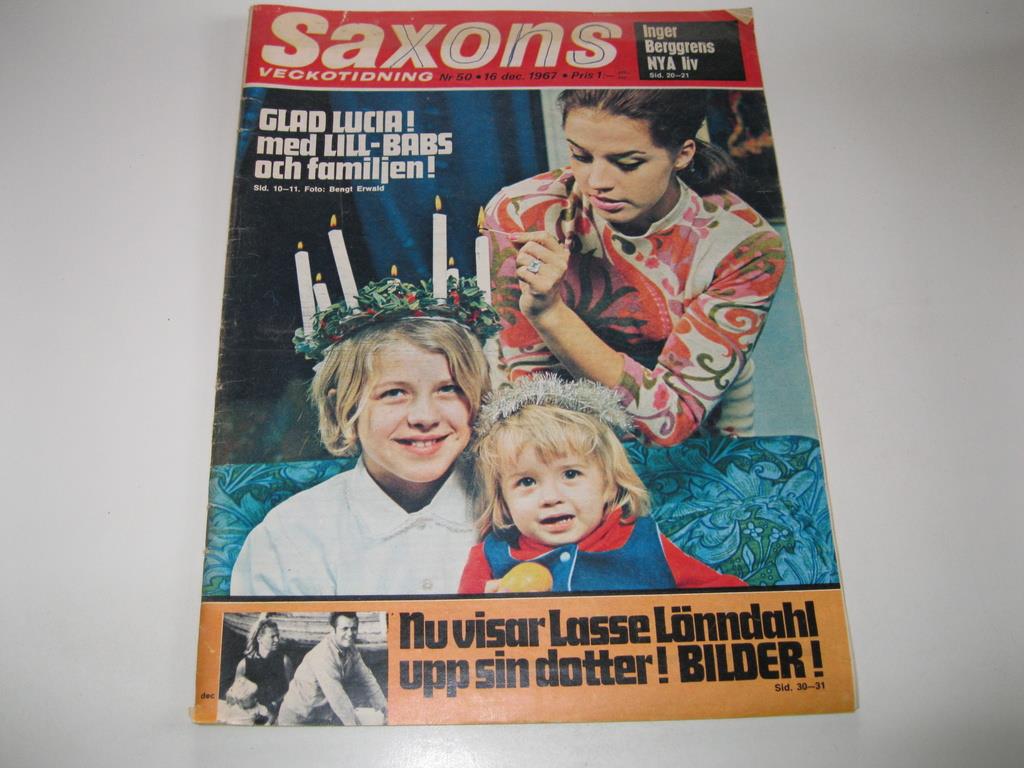 Saxons
VECKOTIDNING Nr 50 • 16 dec. 1967 • Pris 1:—
Inger
Berggrens
NYA liv
Sid. 20—21
GLAD LUCIA!
med LILL-BABS
och familjen!
Sid. 10—11. Foto: Bengt Erwald
Nu visar Lasse Lönndahl
upp sin dotter! BILDER!
Sid. 30—31
dec